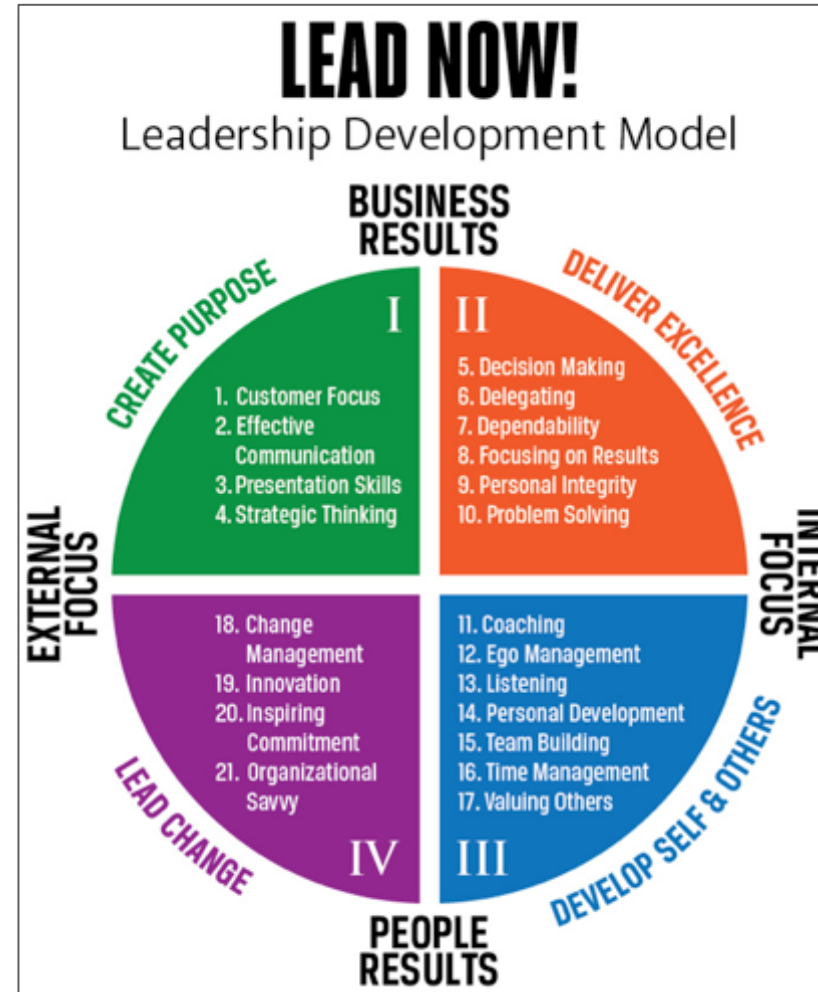 LEAD NOW!
Leadership Development Model
BUSINESS
RESULTS
CREATE PURPOSE
DELIVER EXCELLENCE
I
1. Customer Focus
2. Effective
Communication
3. Presentation Skills
4. Strategic Thinking
II
5. Decision Making
6. Delegating
7. Dependability
8. Focusing on Results
9. Personal Integrity
10. Problem Solving
EXTERNAL
FOCUS
INTERNAL
FOCUS
18. Change
Management
19. Innovation
20. Inspiring
Commitment
21. Organizational
Savvy
IV
11. Coaching
12. Ego Management
13. Listening
14. Personal Development
15. Team Building
16. Time Management
17. Valuing Others
III
LEAD CHANGE
DEVELOP SELF & OTHERS
PEOPLE
RESULTS